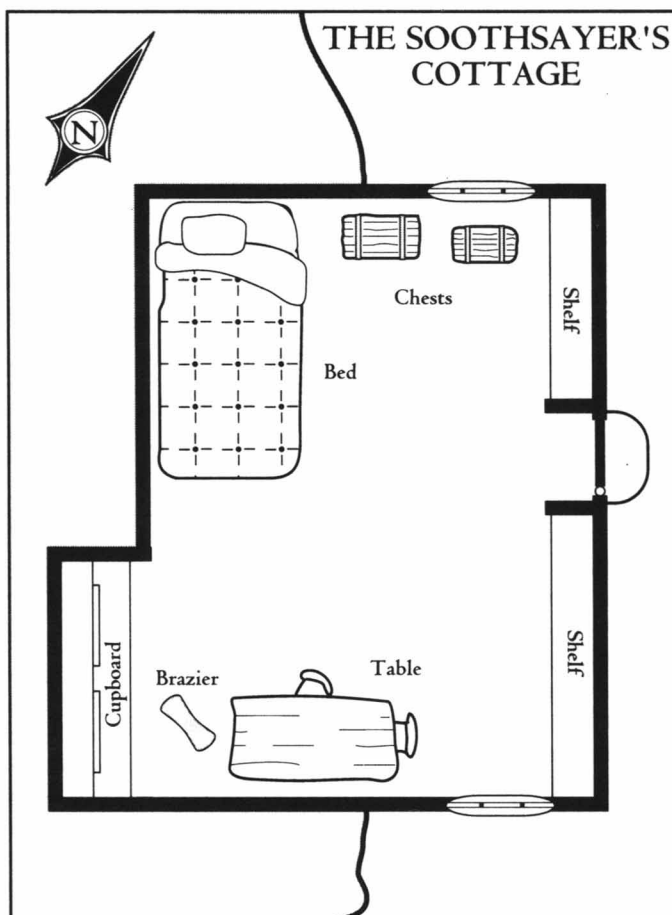 THE SOOTHSAYER'S
COTTAGE
N
Chests
Shelf
Bed
Shelf
Table
Brazier
Cupboard